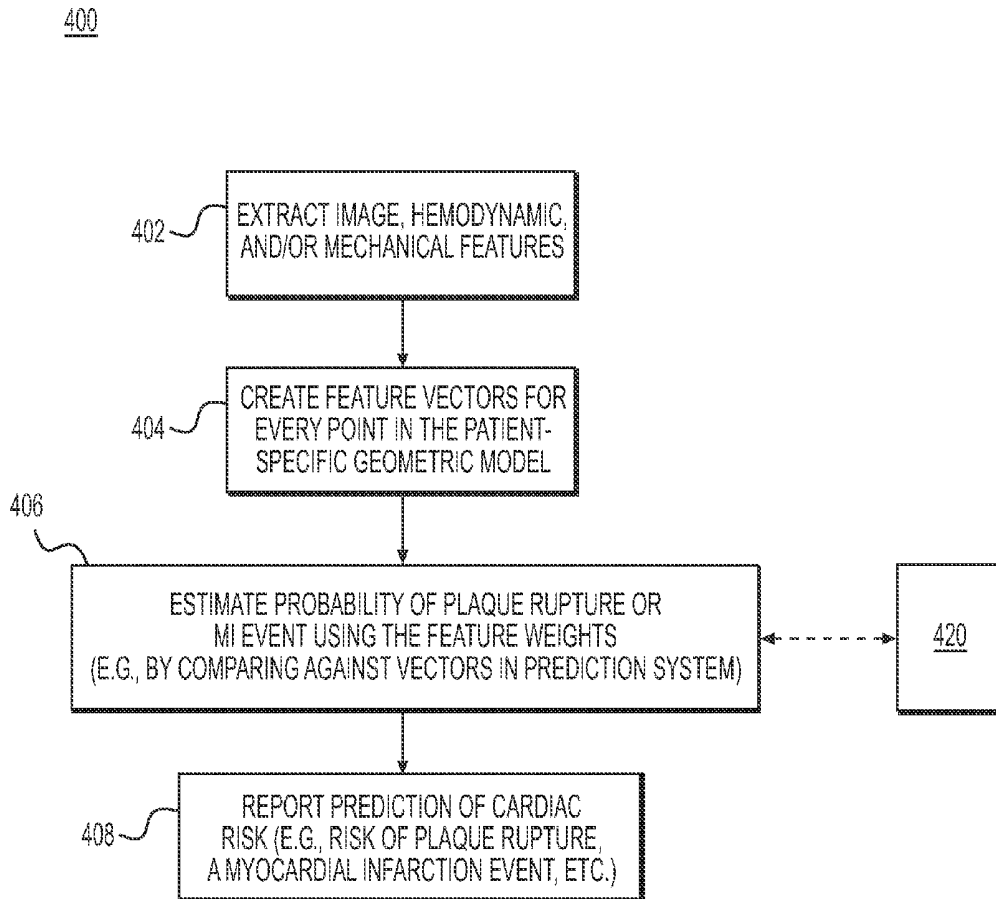 400
402
EXTRACT IMAGE, HEMODYNAMIC,
AND/OR MECHANICAL FEATURES
404
CREATE FEATURE VECTORS FOR
EVERY POINT IN THE PATIENT-
SPECIFIC GEOMETRIC MODEL
406
ESTIMATE PROBABILITY OF PLAQUE RUPTURE OR
MI EVENT USING THE FEATURE WEIGHTS
(E.G., BY COMPARING AGAINST VECTORS IN PREDICTION SYSTEM)
420
408
REPORT PREDICTION OF CARDIAC
RISK (E.G., RISK OF PLAQUE RUPTURE,
A MYOCARDIAL INFARCTION EVENT, ETC.)